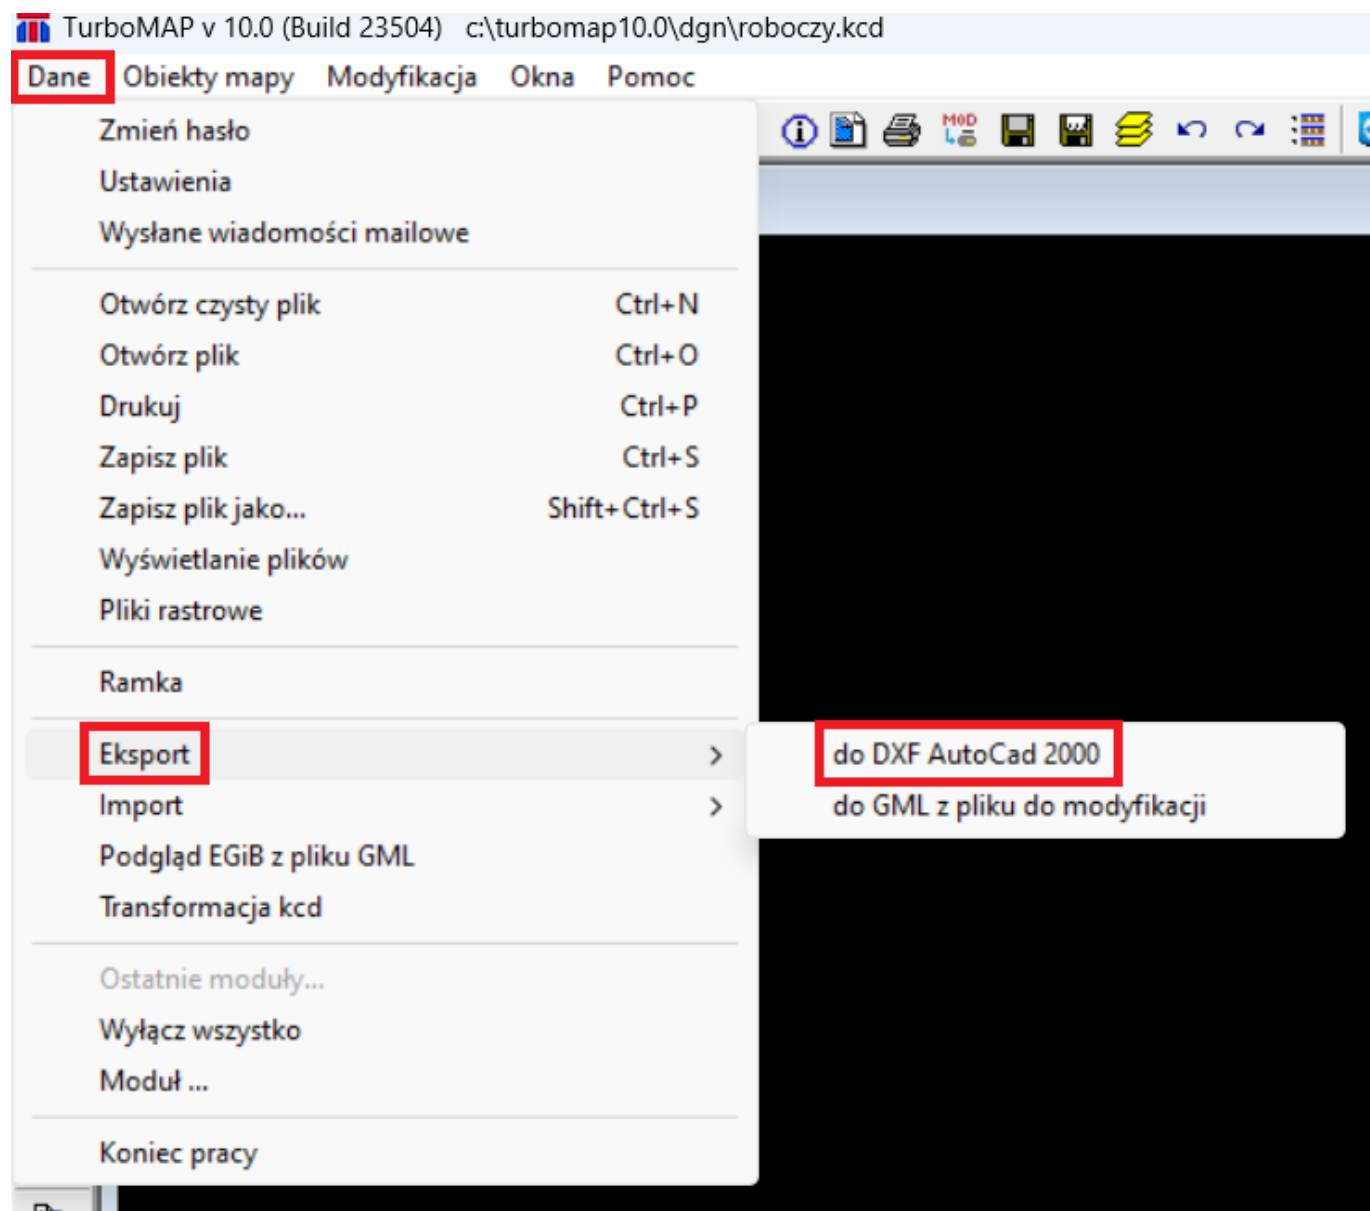 TurboMAP v 10.0 (Build 23504) c:\turbomap10.0\dgn\roboczy.kcd
Dane Obiekty mapy Modyfikacja Okna Pomoc
MOD
Zmień hasło
Ustawienia
Wysłane wiadomości mailowe
Otwórz czysty plik Ctrl+N
Otwórz plik Ctrl+O
Drukuj Ctrl+P
Zapisz plik Ctrl+S
Zapisz plik jako... Shift+Ctrl+S
Wyświetlanie plików
Pliki rastrowe
Ramka
Eksport >
do DXF AutoCad 2000
Import >
do GML z pliku do modyfikacji
Podgląd EGiB z pliku GML
Transformacja kcd
Ostatnie moduły...
Wyłącz wszystko
Moduł ...
Koniec pracy